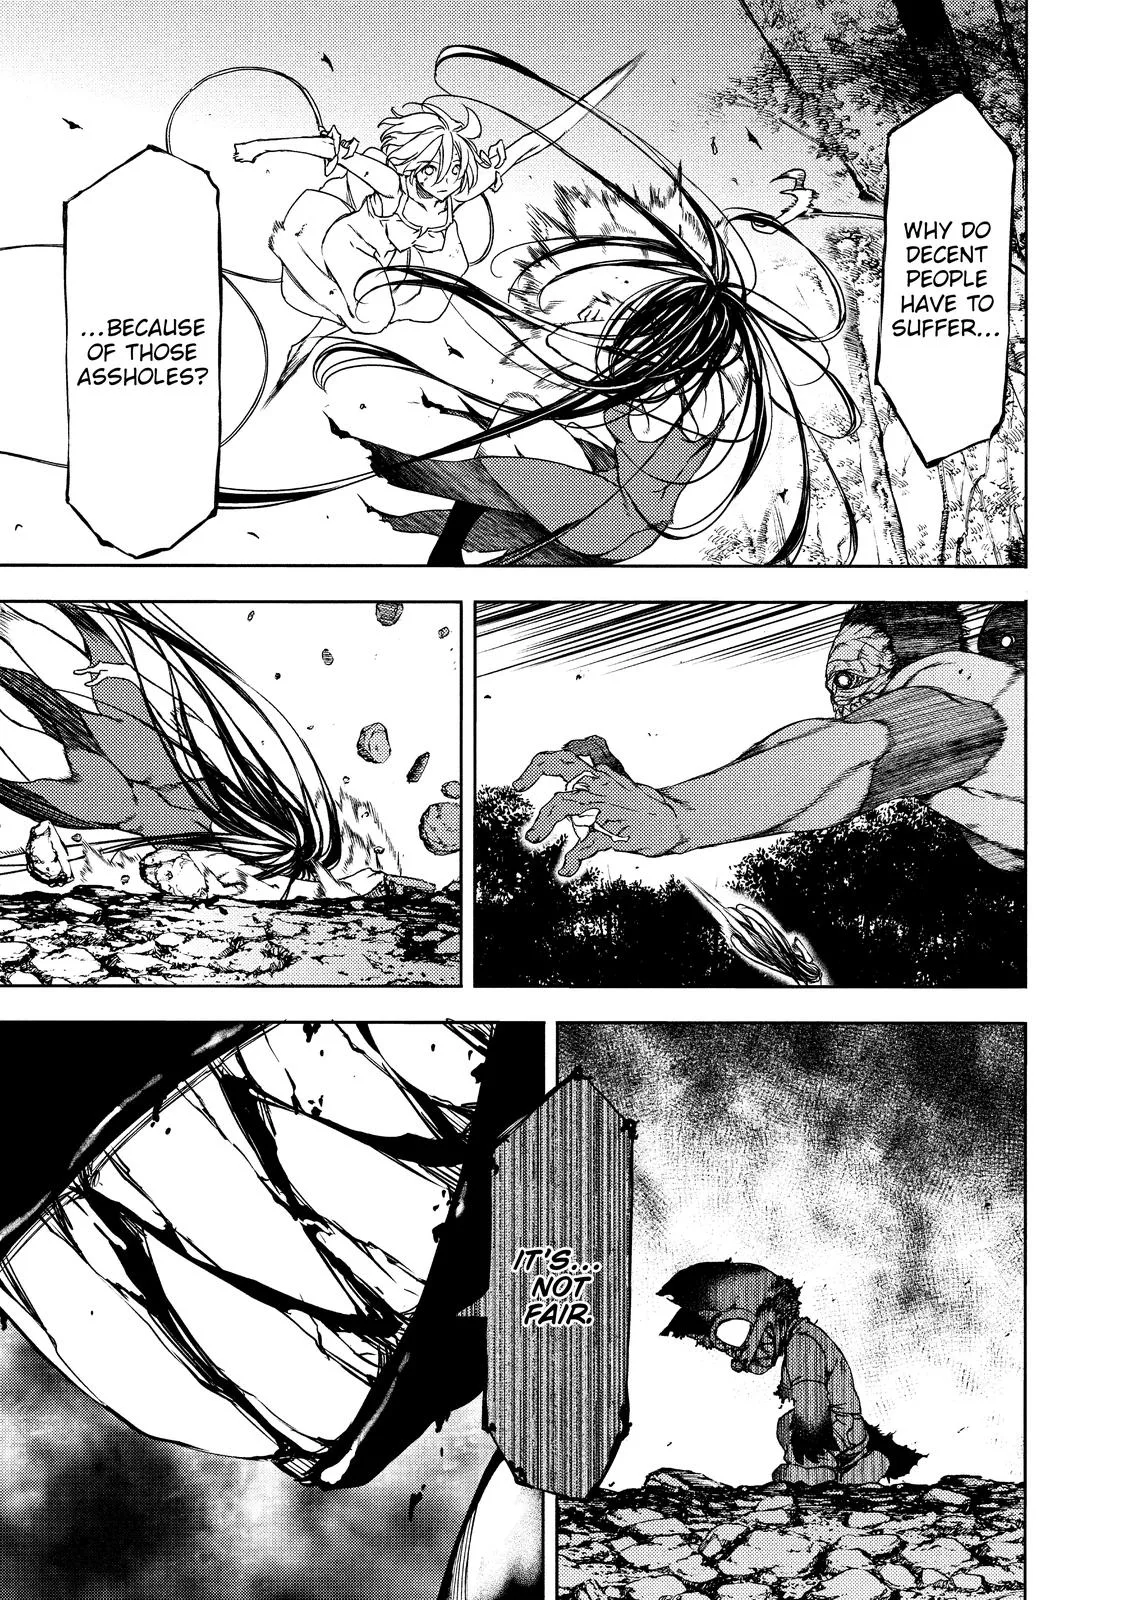 WHY DO
DECENT
PEOPLE
HAVE TO
SUFFER...
...BECAUSE
OF THOSE
ASSHOLES?
IT'S...
NOT
FAIR.